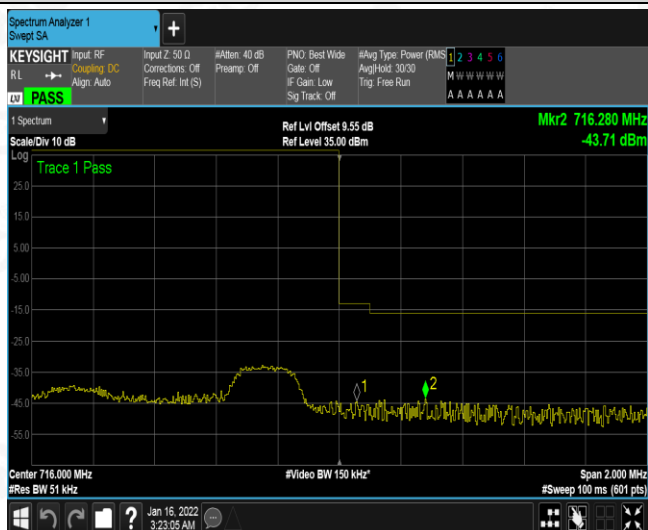 Spectrum Analyzer 1
Swept SA
+
KEYSIGHT Input: RF Input Z: 50 Ω #Atten: 40 dB PNO: Best Wide #Avg Type: Power (RMS 1 2 3 4 5 6
RL Coupling: DC Corrections: Off Preamp: Off Gate: Off Avg|Hold: 30/30 M W W W W W
Align: Auto Freq Ref: Int (S) IF Gain: Low Trig: Free Run
LXI PASS Sig Track: Off A A A A A A
1 Spectrum Ref Lvl Offset 9.55 dB Mkr2 716.280 MHz
Scale/Div 10 dB Ref Level 35.00 dBm -43.71 dBm
Log
Trace 1 Pass
25.0
15.0
5.00
-5.00
-15.0
-25.0
-35.0
1 2
-45.0
-55.0
Center 716.000 MHz #Video BW 150 kHz* Span 2.000 MHz
#Res BW 51 kHz #Sweep 100 ms (601 pts)
? Jan 16, 2022
3:23:05 AM